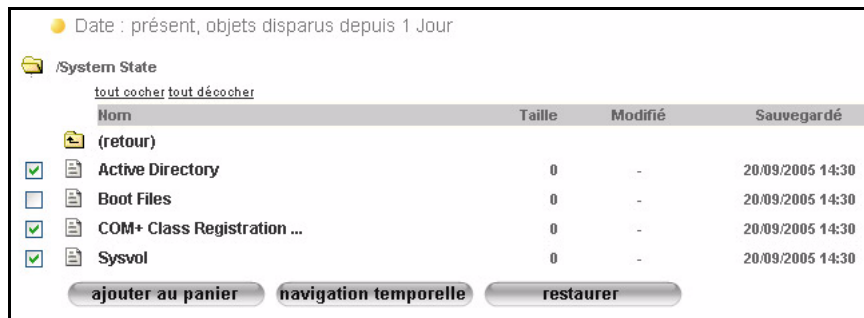 Date : présent, objets disparus depuis 1 Jour
/System State
tout cocher tout décocher
Nom Taille Modifié Sauvegardé
(retour)
Active Directory 0 - 20/09/2005 14:30
Boot Files 0 - 20/09/2005 14:30
COM+ Class Registration ... 0 - 20/09/2005 14:30
Sysvol 0 - 20/09/2005 14:30
ajouter au panier navigation temporelle restaurer